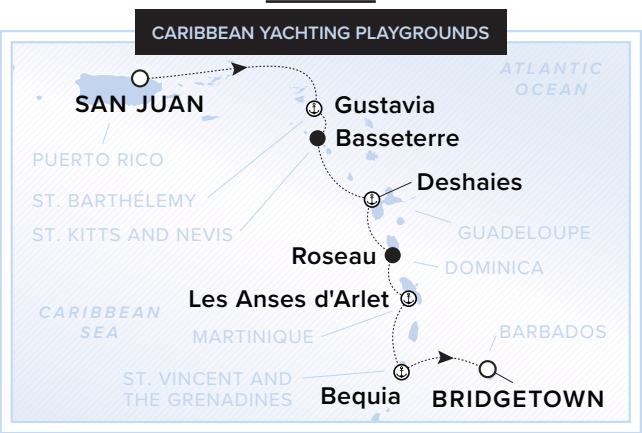 CARIBBEAN YACHTING PLAYGROUNDS
ATLANTIC
OCEAN
SAN JUAN
Gustavia
Basseterre
PUERTO RICO
Deshaies
ST. BARTHÉLEMY
ST. KITTS AND NEVIS
GUADELOUPE
Roseau
DOMINICA
Les Anses d'Arlet
CARIBBEAN
SEA
MARTINIQUE
BARBADOS
ST. VINCENT AND
THE GRENADINES
Bequia
BRIDGETOWN